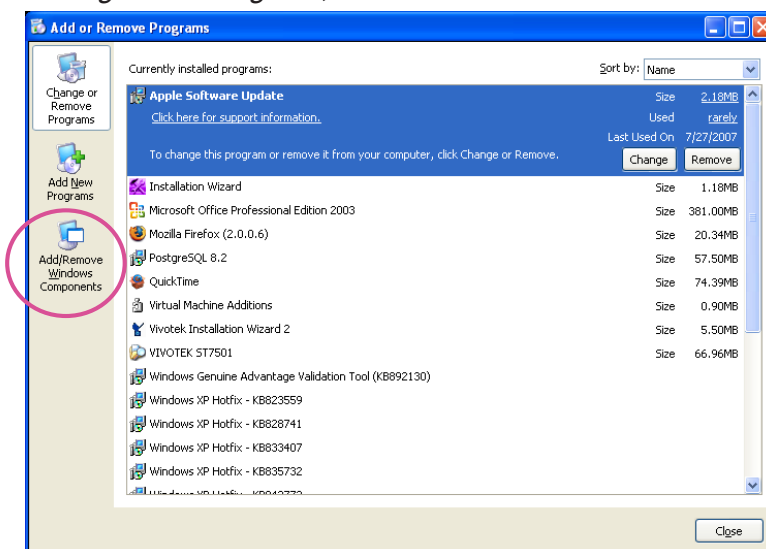 Add or Remove Programs
Change or
Remove
Programs
Add New
Programs
Add/Remove
Windows
Components
Currently installed programs:
Sort by: Name
Apple Software Update Size 2.18MB
Click here for support information. Used rarely
Last Used On 7/27/2007
To change this program or remove it from your computer, click Change or Remove. Change Remove
Installation Wizard Size 1.18MB
Microsoft Office Professional Edition 2003 Size 381.00MB
Mozilla Firefox (2.0.0.6) Size 20.34MB
PostgreSQL 8.2 Size 57.50MB
QuickTime Size 74.39MB
Virtual Machine Additions Size 0.90MB
Vivotek Installation Wizard 2 Size 5.50MB
VIVOTEK ST7501 Size 66.96MB
Windows Genuine Advantage Validation Tool (KB892130)
Windows XP Hotfix - KB823559
Windows XP Hotfix - KB828741
Windows XP Hotfix - KB833407
Windows XP Hotfix - KB835732
Close